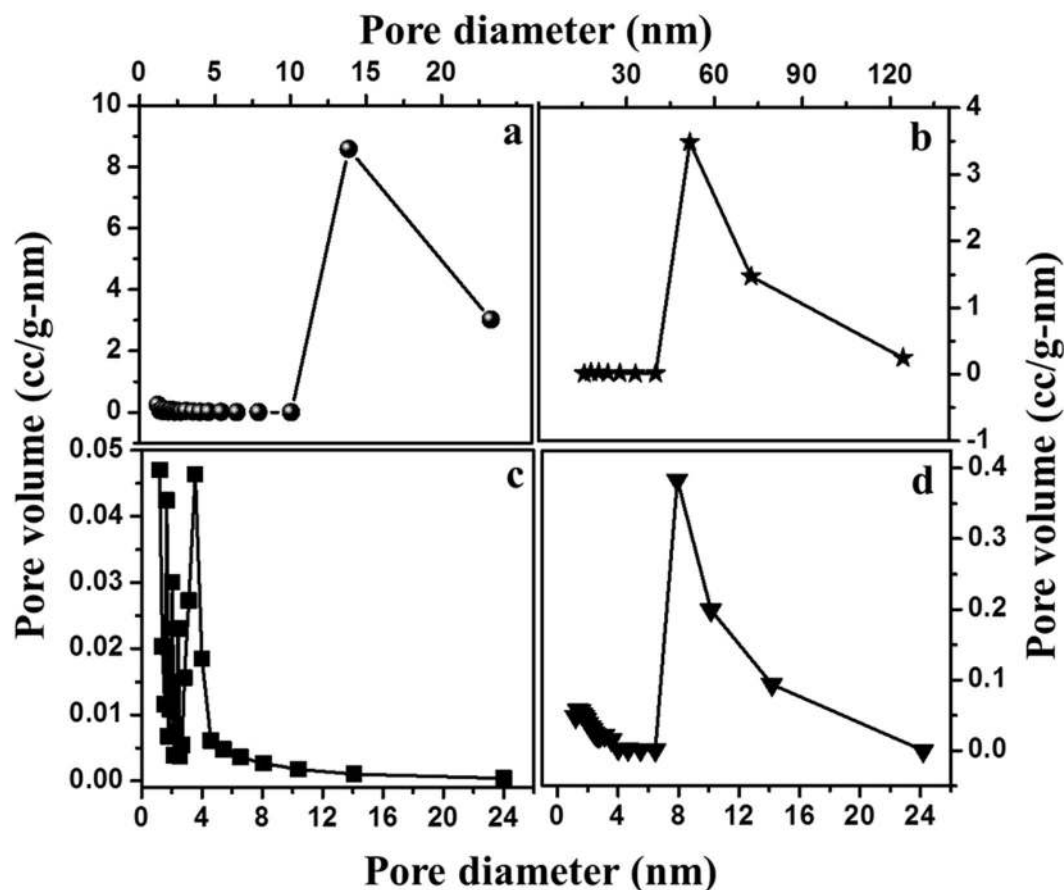 Pore diameter (nm)
0 5 10 15 20
30 60 90 120
10
8
6
4
2
0
a
b
4
3
2
1
0
-1
Pore volume (cc/g-nm)
Pore volume (cc/g-nm)
0.05
0.04
0.03
0.02
0.01
0.00
c
d
0.4
0.3
0.2
0.1
0.0
0 4 8 12 16 20 24
0 4 8 12 16 20 24
Pore diameter (nm)